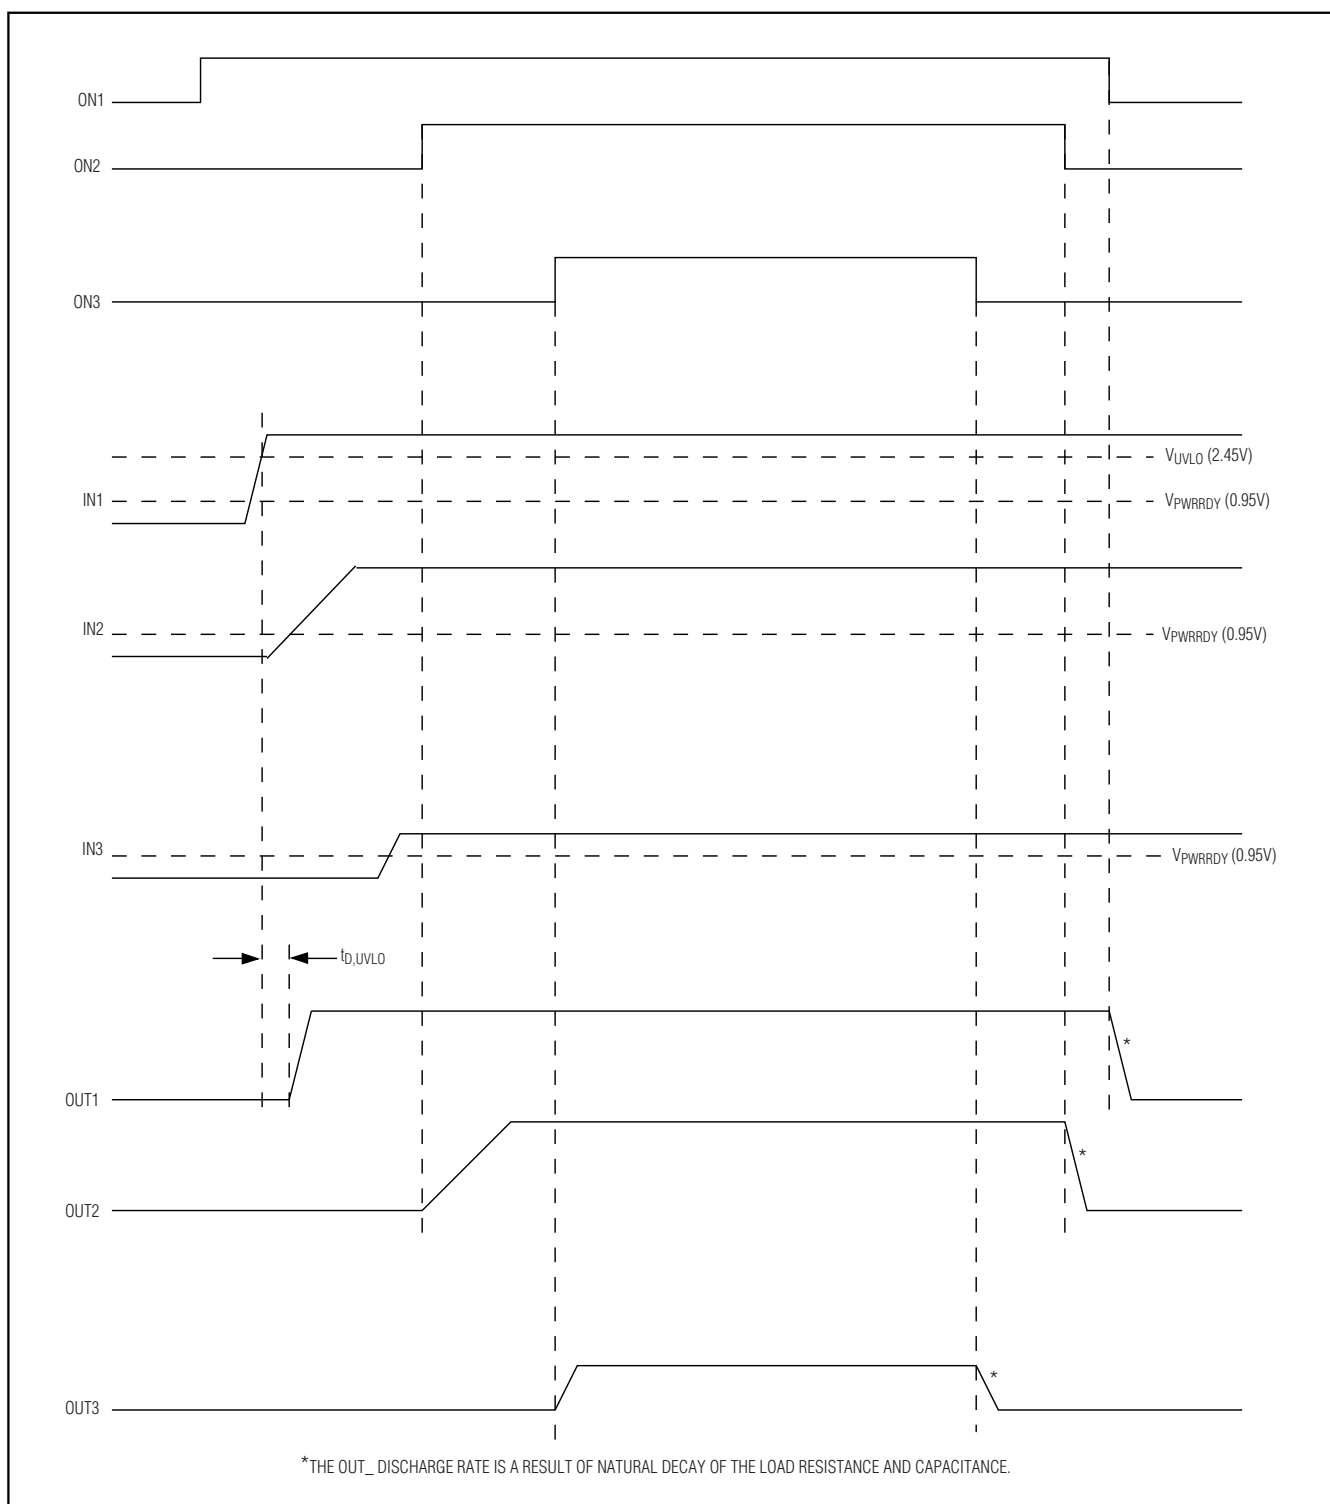 ON1
ON2
ON3
VUVLO (2.45V)
IN1
VPWRRDY (0.95V)
IN2
VPWRRDY (0.95V)
IN3
VPWRRDY (0.95V)
tD,UVLO
*
OUT1
*
OUT2
*
OUT3
*THE OUT_ DISCHARGE RATE IS A RESULT OF NATURAL DECAY OF THE LOAD RESISTANCE AND CAPACITANCE.